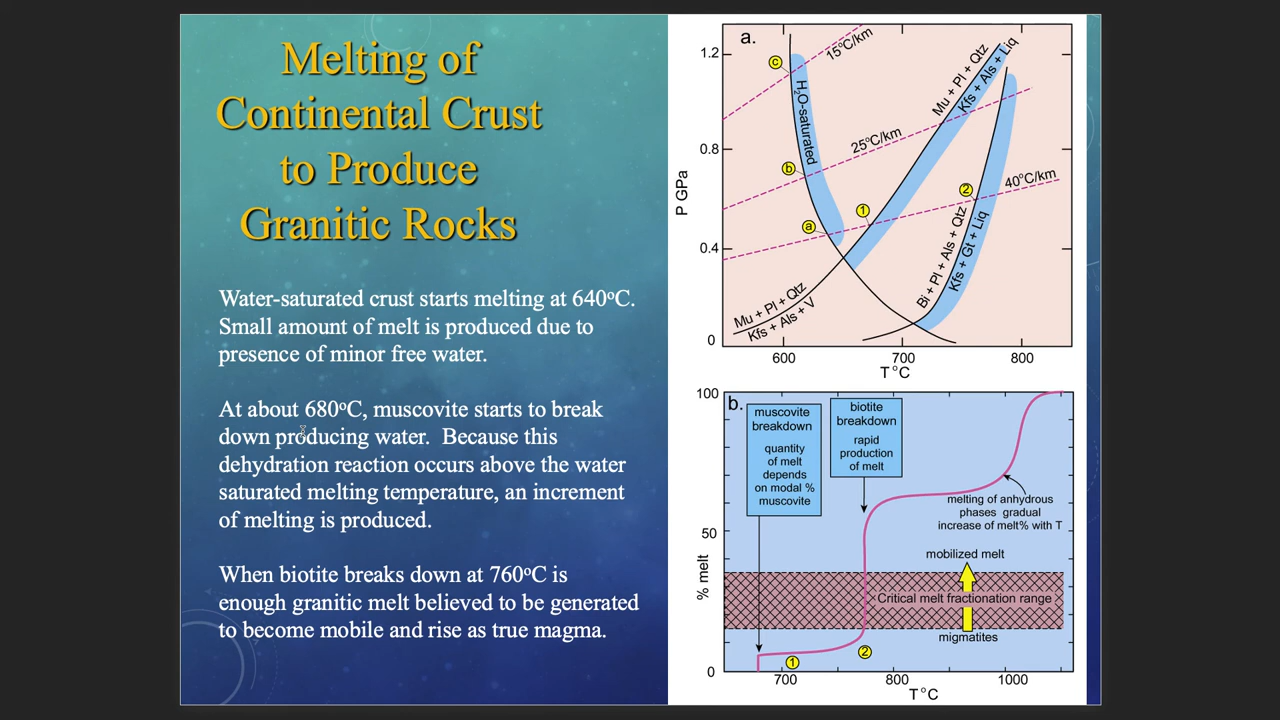 Melting of
Continental Crust
to Produce
Granitic Rocks
Water-saturated crust starts melting at 640°C.
Small amount of melt is produced due to
presence of minor free water.
At about 680°C, muscovite starts to break
down producing water. Because this
dehydration reaction occurs above the water
saturated melting temperature, an increment
of melting is produced.
When biotite breaks down at 760°C is
enough granitic melt believed to be generated
to become mobile and rise as true magma.
a.
15°C/km
25°C/km
40°C/km
H₂O-saturated
Mu + Pl + Qtz
Kfs + Als + Liq
Bi + Pl + Als + Qtz
Kfs + Gt + Liq
Mu + Pl + Qtz
Kfs + Als + V
c
b
a
1
2
1.2
0.8
0.4
0
P GPa
600
700
800
T°C
b.
muscovite
breakdown
quantity
of melt
depends
on modal %
muscovite
biotite
breakdown
rapid
production
of melt
melting of anhydrous
phases gradual
increase of melt% with T
mobilized melt
Critical melt fractionation range
migmatites
1
2
100
50
0
% melt
700
800
1000
T°C